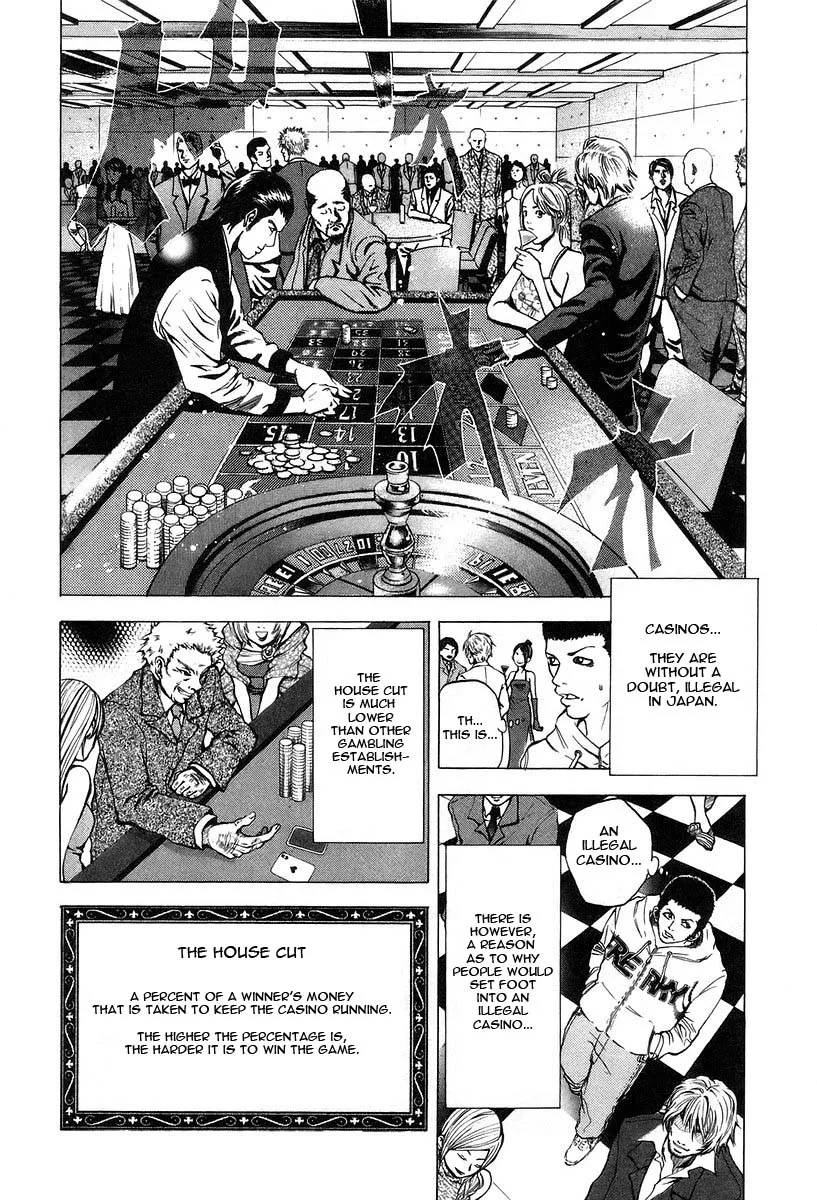 CASINOS...
THEY ARE
WITHOUT A
DOUBT, ILLEGAL
IN JAPAN.
TH...
THIS IS...
THE
HOUSE CUT
IS MUCH
LOWER
THAN OTHER
GAMBLING
ESTABLISH-
MENTS.
AN
ILLEGAL
CASINO...
THERE IS
HOWEVER,
A REASON
AS TO WHY
PEOPLE WOULD
SET FOOT
INTO AN
ILLEGAL
CASINO...
THE HOUSE CUT
A PERCENT OF A WINNER'S MONEY
THAT IS TAKEN TO KEEP THE CASINO RUNNING.
THE HIGHER THE PERCENTAGE IS,
THE HARDER IT IS TO WIN THE GAME.
EVEN
17
15
14
13
10